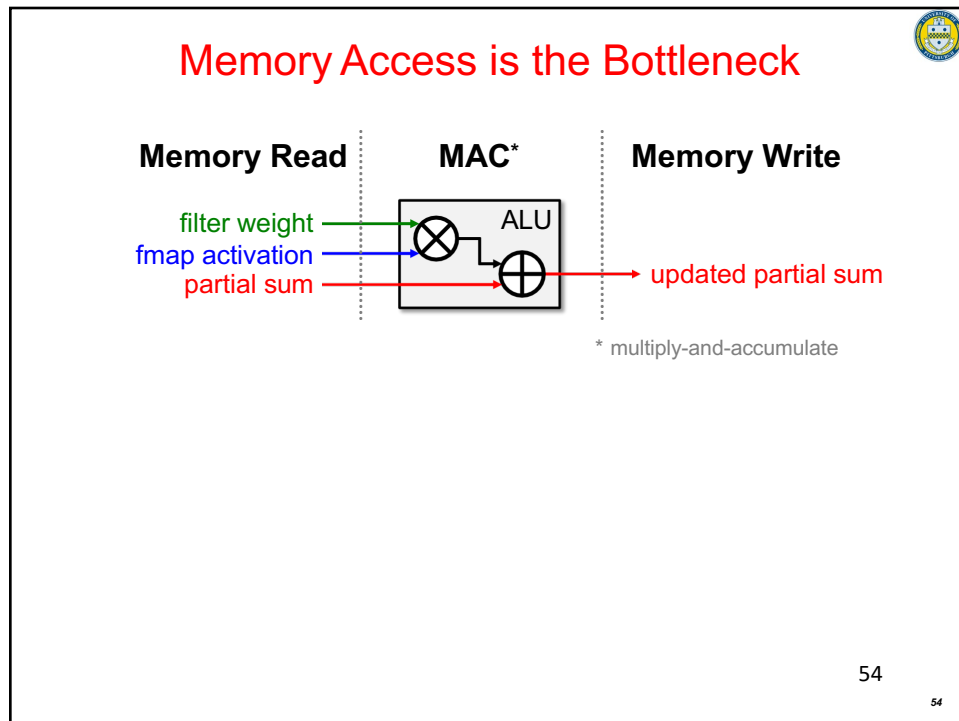 Memory Access is the Bottleneck
Memory Read MAC* Memory Write
ALU
filter weight
fmap activation
partial sum
updated partial sum
* multiply-and-accumulate
54
54